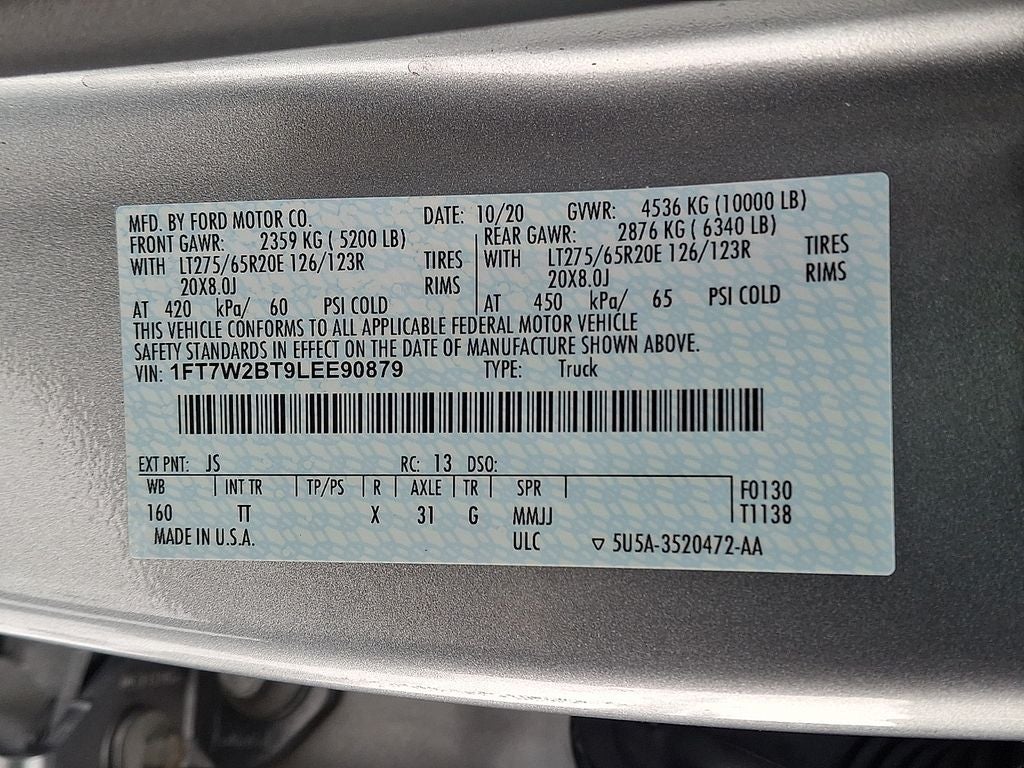 MFD. BY FORD MOTOR CO. DATE: 10/20 GVWR: 4536 KG (10000 LB)
FRONT GAWR: 2359 KG ( 5200 LB) REAR GAWR: 2876 KG ( 6340 LB)
WITH LT275/65R20E 126/123R TIRES WITH LT275/65R20E 126/123R TIRES
20X8.0J RIMS 20X8.0J RIMS
AT 420 kPa/ 60 PSI COLD AT 450 kPa/ 65 PSI COLD
THIS VEHICLE CONFORMS TO ALL APPLICABLE FEDERAL MOTOR VEHICLE
SAFETY STANDARDS IN EFFECT ON THE DATE OF MANUFACTURE SHOWN ABOVE.
VIN: 1FT7W2BT9LEE90879 TYPE: Truck
EXT PNT: JS RC: 13 DSO:
WB INT TR TP/PS R AXLE TR SPR F0130
160 TT X 31 G MMJJ T1138
MADE IN U.S.A. ULC ▽ 5U5A-3520472-AA